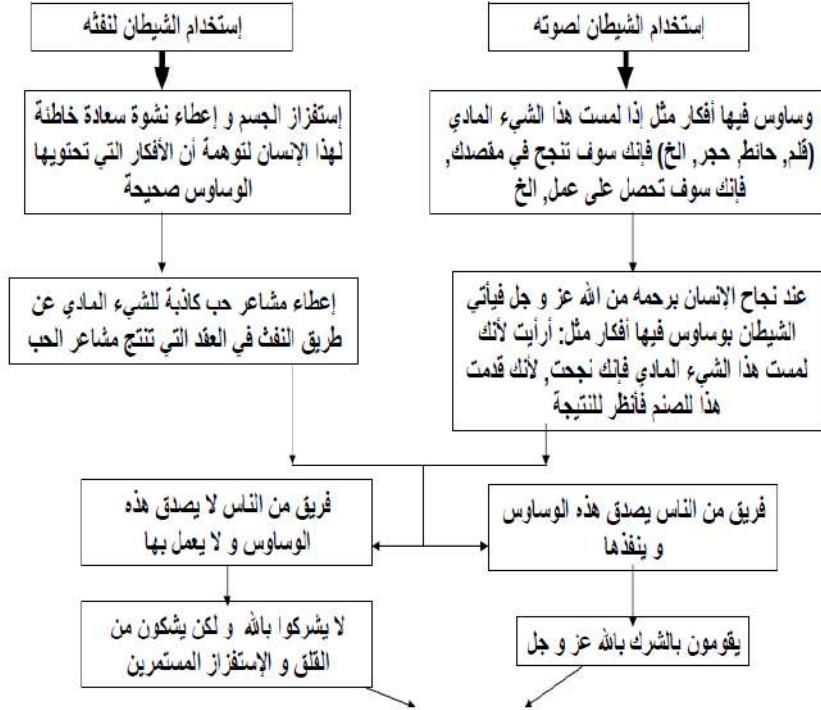 إستخدام الشيطان لصوته
إستخدام الشيطان لنفثه
وساوس فيها أفكار مثل إذا لمست هذا الشيء المادي
(قلم, حائط, حجر, الخ) فإنك سوف تنجح في مقصدك,
فإنك سوف تحصل على عمل, الخ
إستفزاز الجسم و إعطاء نشوة سعادة خاطئة
لهذا الإنسان لتوهمة أن الأفكار التي تحتويها
الوساوس صحيحة
عند نجاح الإنسان برحمه من الله عز و جل فيأتي
الشيطان بوساوس فيها أفكار مثل: أرأيت لأنك
لمست هذا الشيء المادي فإنك نجحت, لأنك قدمت
هذا للصنم فأنظر للنتيجة
إعطاء مشاعر حب كاذبة للشيء المادي عن
طريق النفث في العقد التي تنتج مشاعر الحب
فريق من الناس يصدق هذه الوساوس
و ينفذها
فريق من الناس لا يصدق هذه
الوساوس و لا يعمل بها
يقومون بالشرك بالله عز و جل
لا يشركوا بالله و لكن يشكون من
القلق و الإستفزاز المستمرين